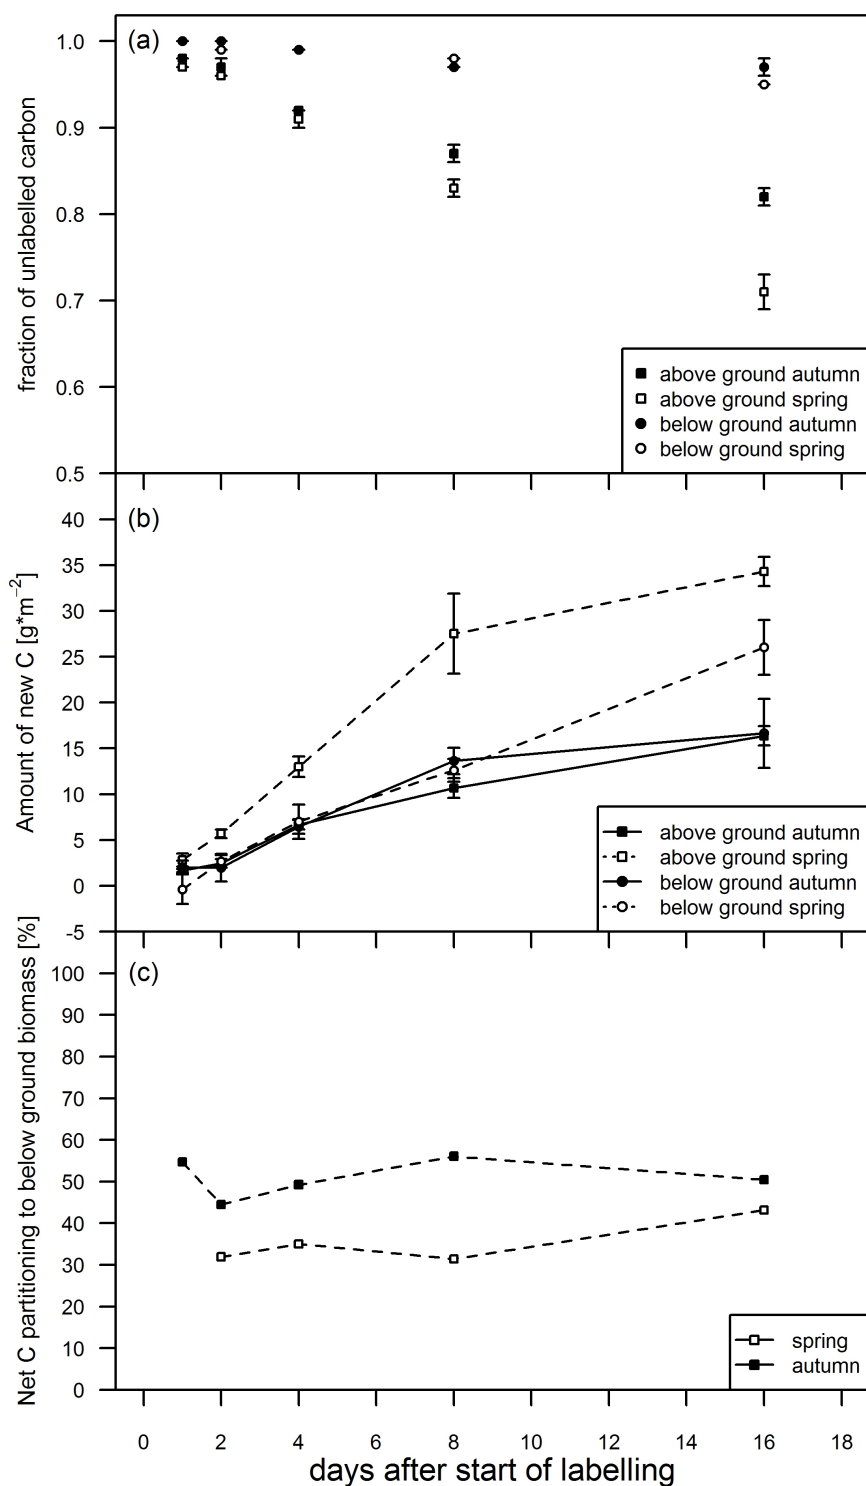 (a)
fraction of unlabelled carbon
1.0
0.9
0.8
0.7
0.6
0.5
above ground autumn
above ground spring
below ground autumn
below ground spring
(b)
Amount of new C [g*m⁻²]
40
35
30
25
20
15
10
5
0
-5
above ground autumn
above ground spring
below ground autumn
below ground spring
(c)
Net C partitioning to below ground biomass [%]
100
90
80
70
60
50
40
30
20
10
0
spring
autumn
0 2 4 6 8 10 12 14 16 18
days after start of labelling